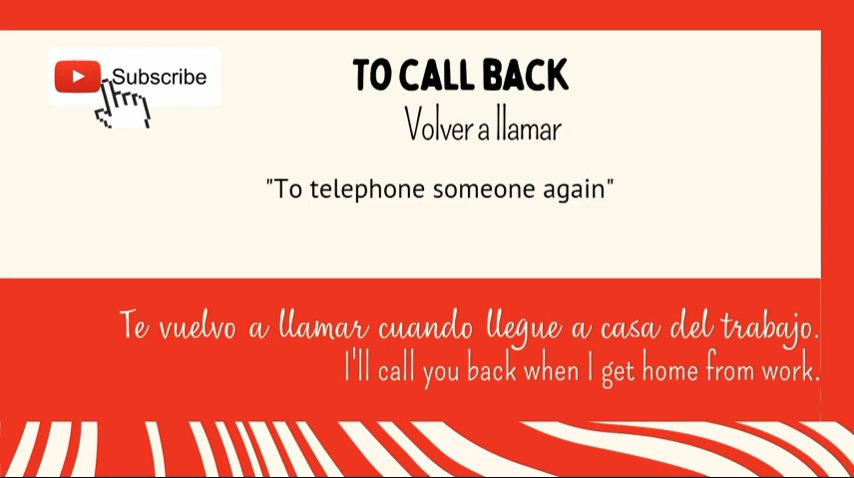 Subscribe
TO CALL BACK
Volver a llamar
"To telephone someone again"
Te vuelvo a llamar cuando llegue a casa del trabajo.
I'll call you back when I get home from work.